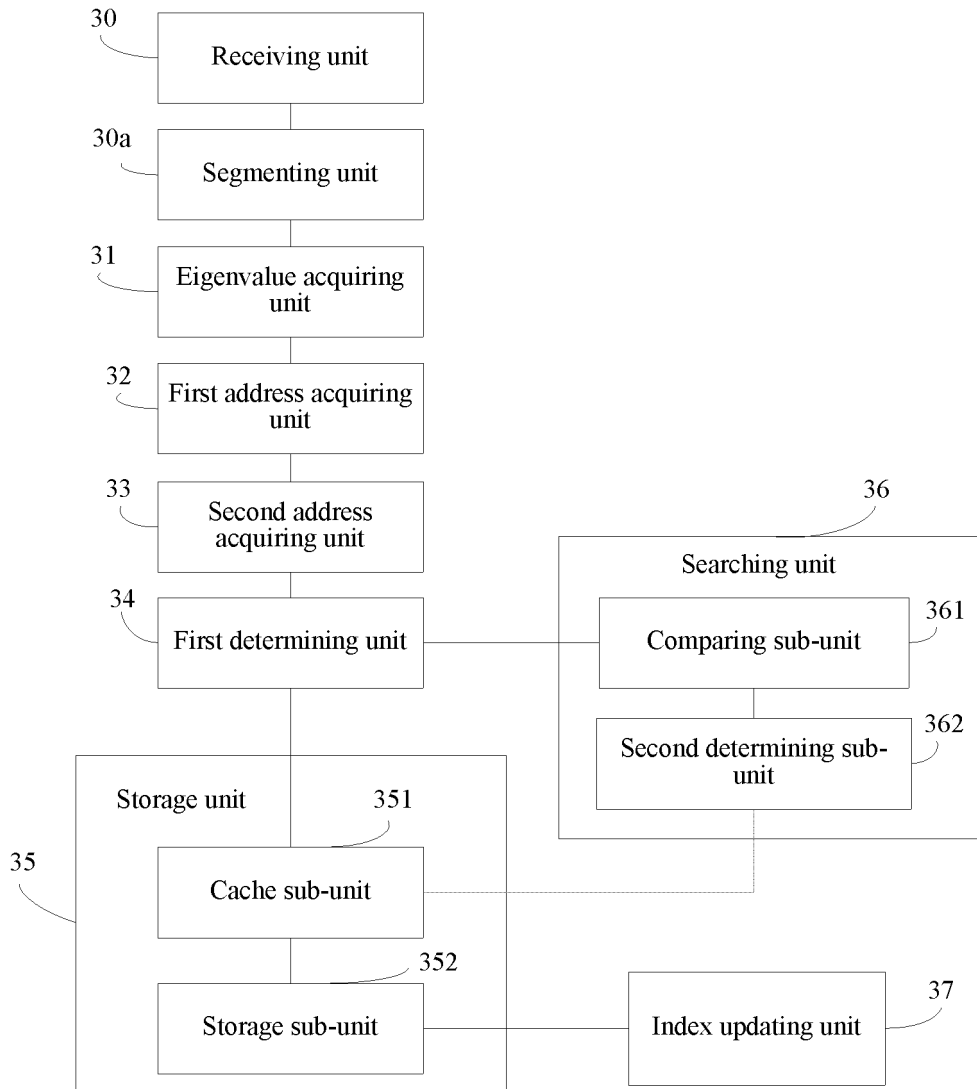 30
Receiving unit
30a
Segmenting unit
31
Eigenvalue acquiring
unit
32
First address acquiring
unit
33
Second address
acquiring unit
34
First determining unit
36
Searching unit
361
Comparing sub-unit
362
Second determining sub-
unit
Storage unit
351
35
Cache sub-unit
352
Storage sub-unit
37
Index updating unit